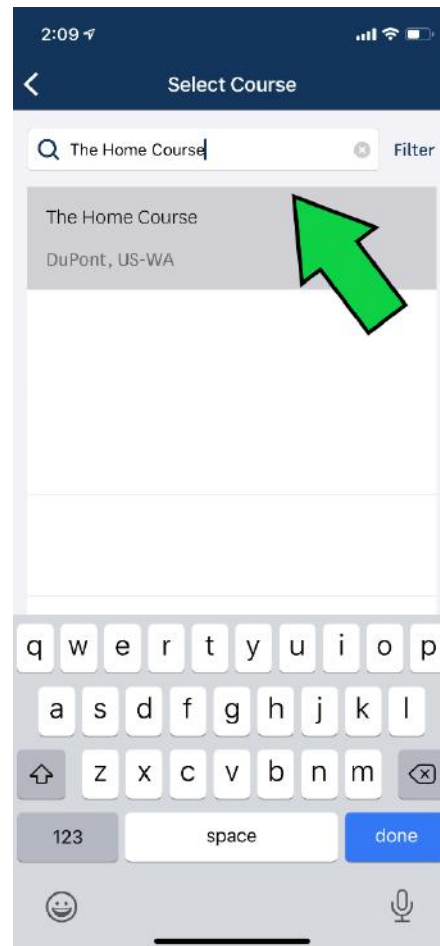 2:09
Select Course
The Home Course
Filter
The Home Course
DuPont, US-WA
q w e r t y u i o p
a s d f g h j k l
z x c v b n m
123 space done